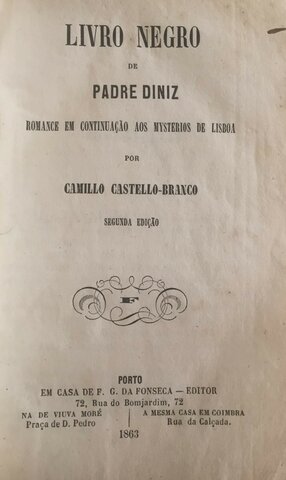 LIVRO NEGRO
DE
PADRE DINIZ
ROMANCE EM CONTINUAÇÃO AOS MYSTERIOS DE LISBOA
POR
CAMILLO CASTELLO-BRANCO
SEGUNDA EDIÇÃO
F
PORTO
EM CASA DE F. G. DA FONSECA — EDITOR
72, Rua do Bomjardim, 72
NA DE VIUVA MORÉ
Praça de D. Pedro
A MESMA CASA EM COIMBRA
Rua da Calçada.
1863